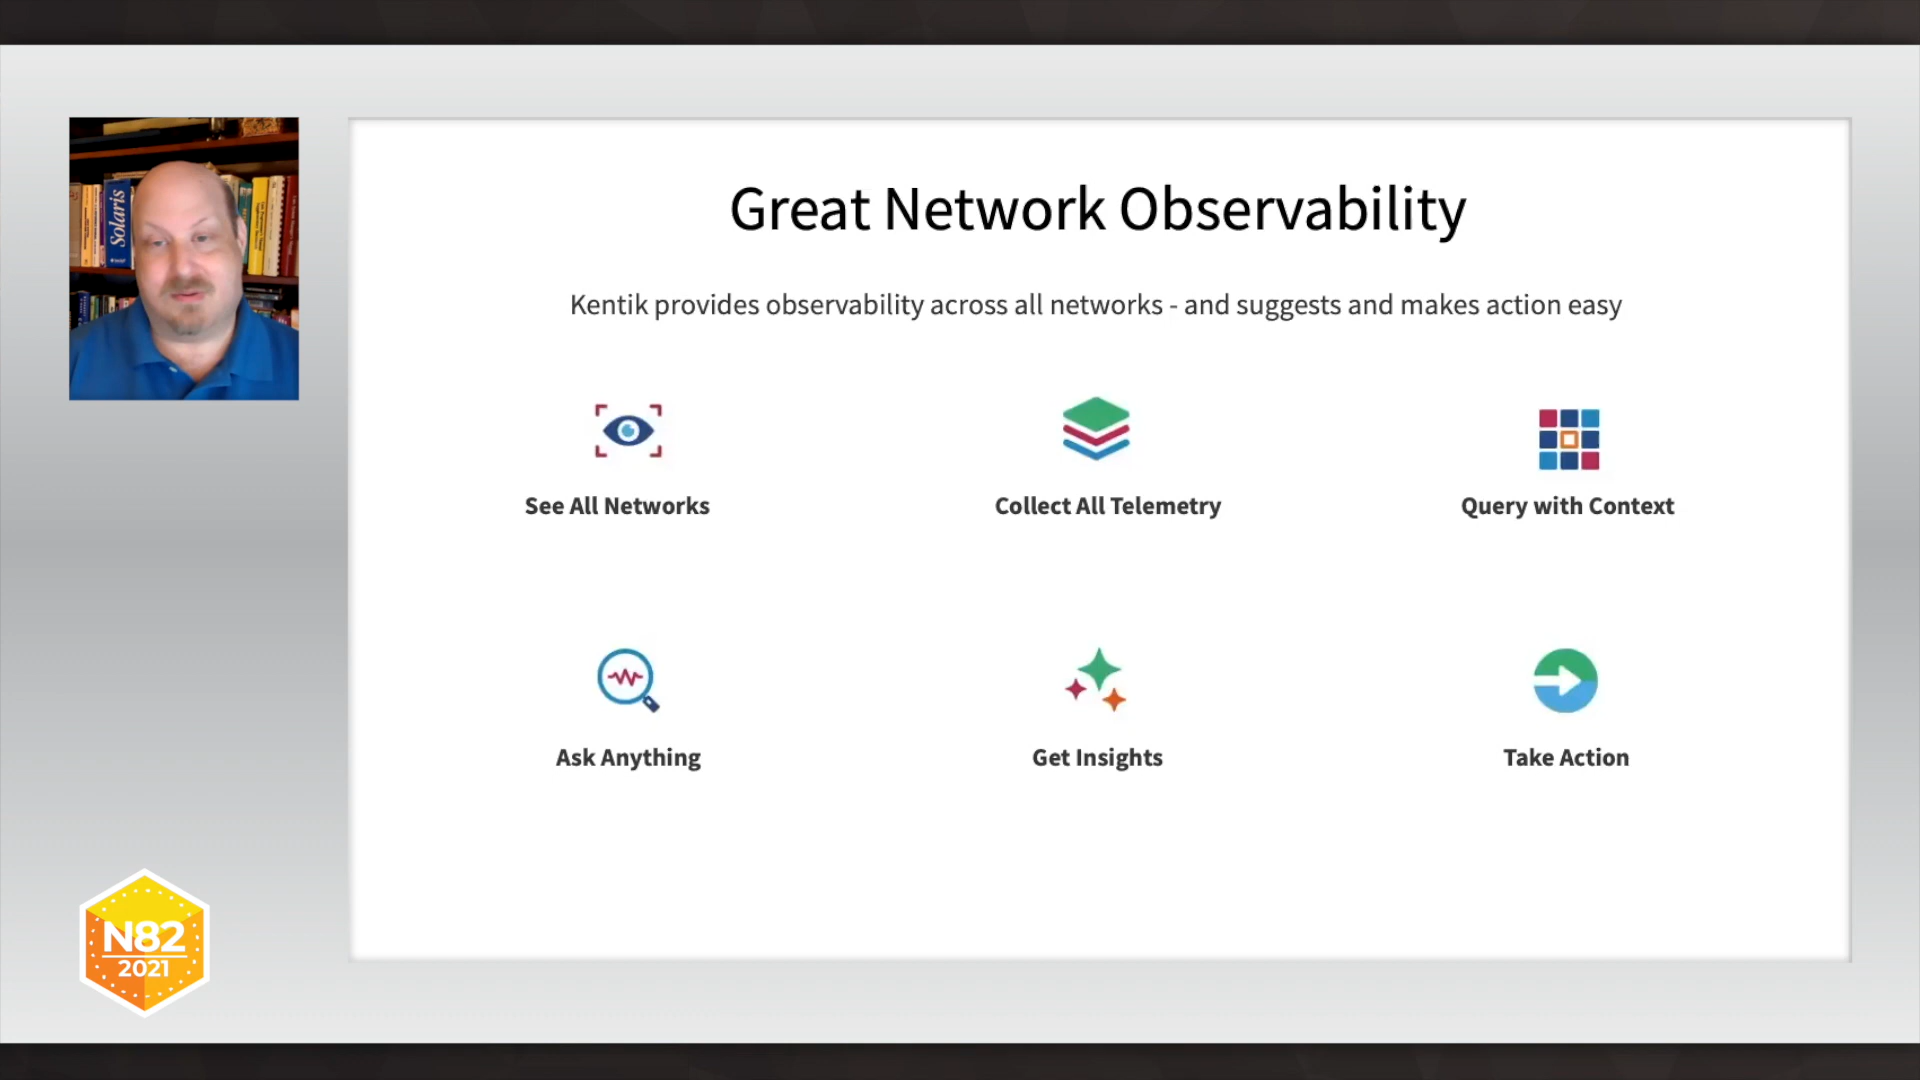 Great Network Observability
Kentik provides observability across all networks - and suggests and makes action easy
See All Networks
Collect All Telemetry
Query with Context
Ask Anything
Get Insights
Take Action
Solaris
N82
2021